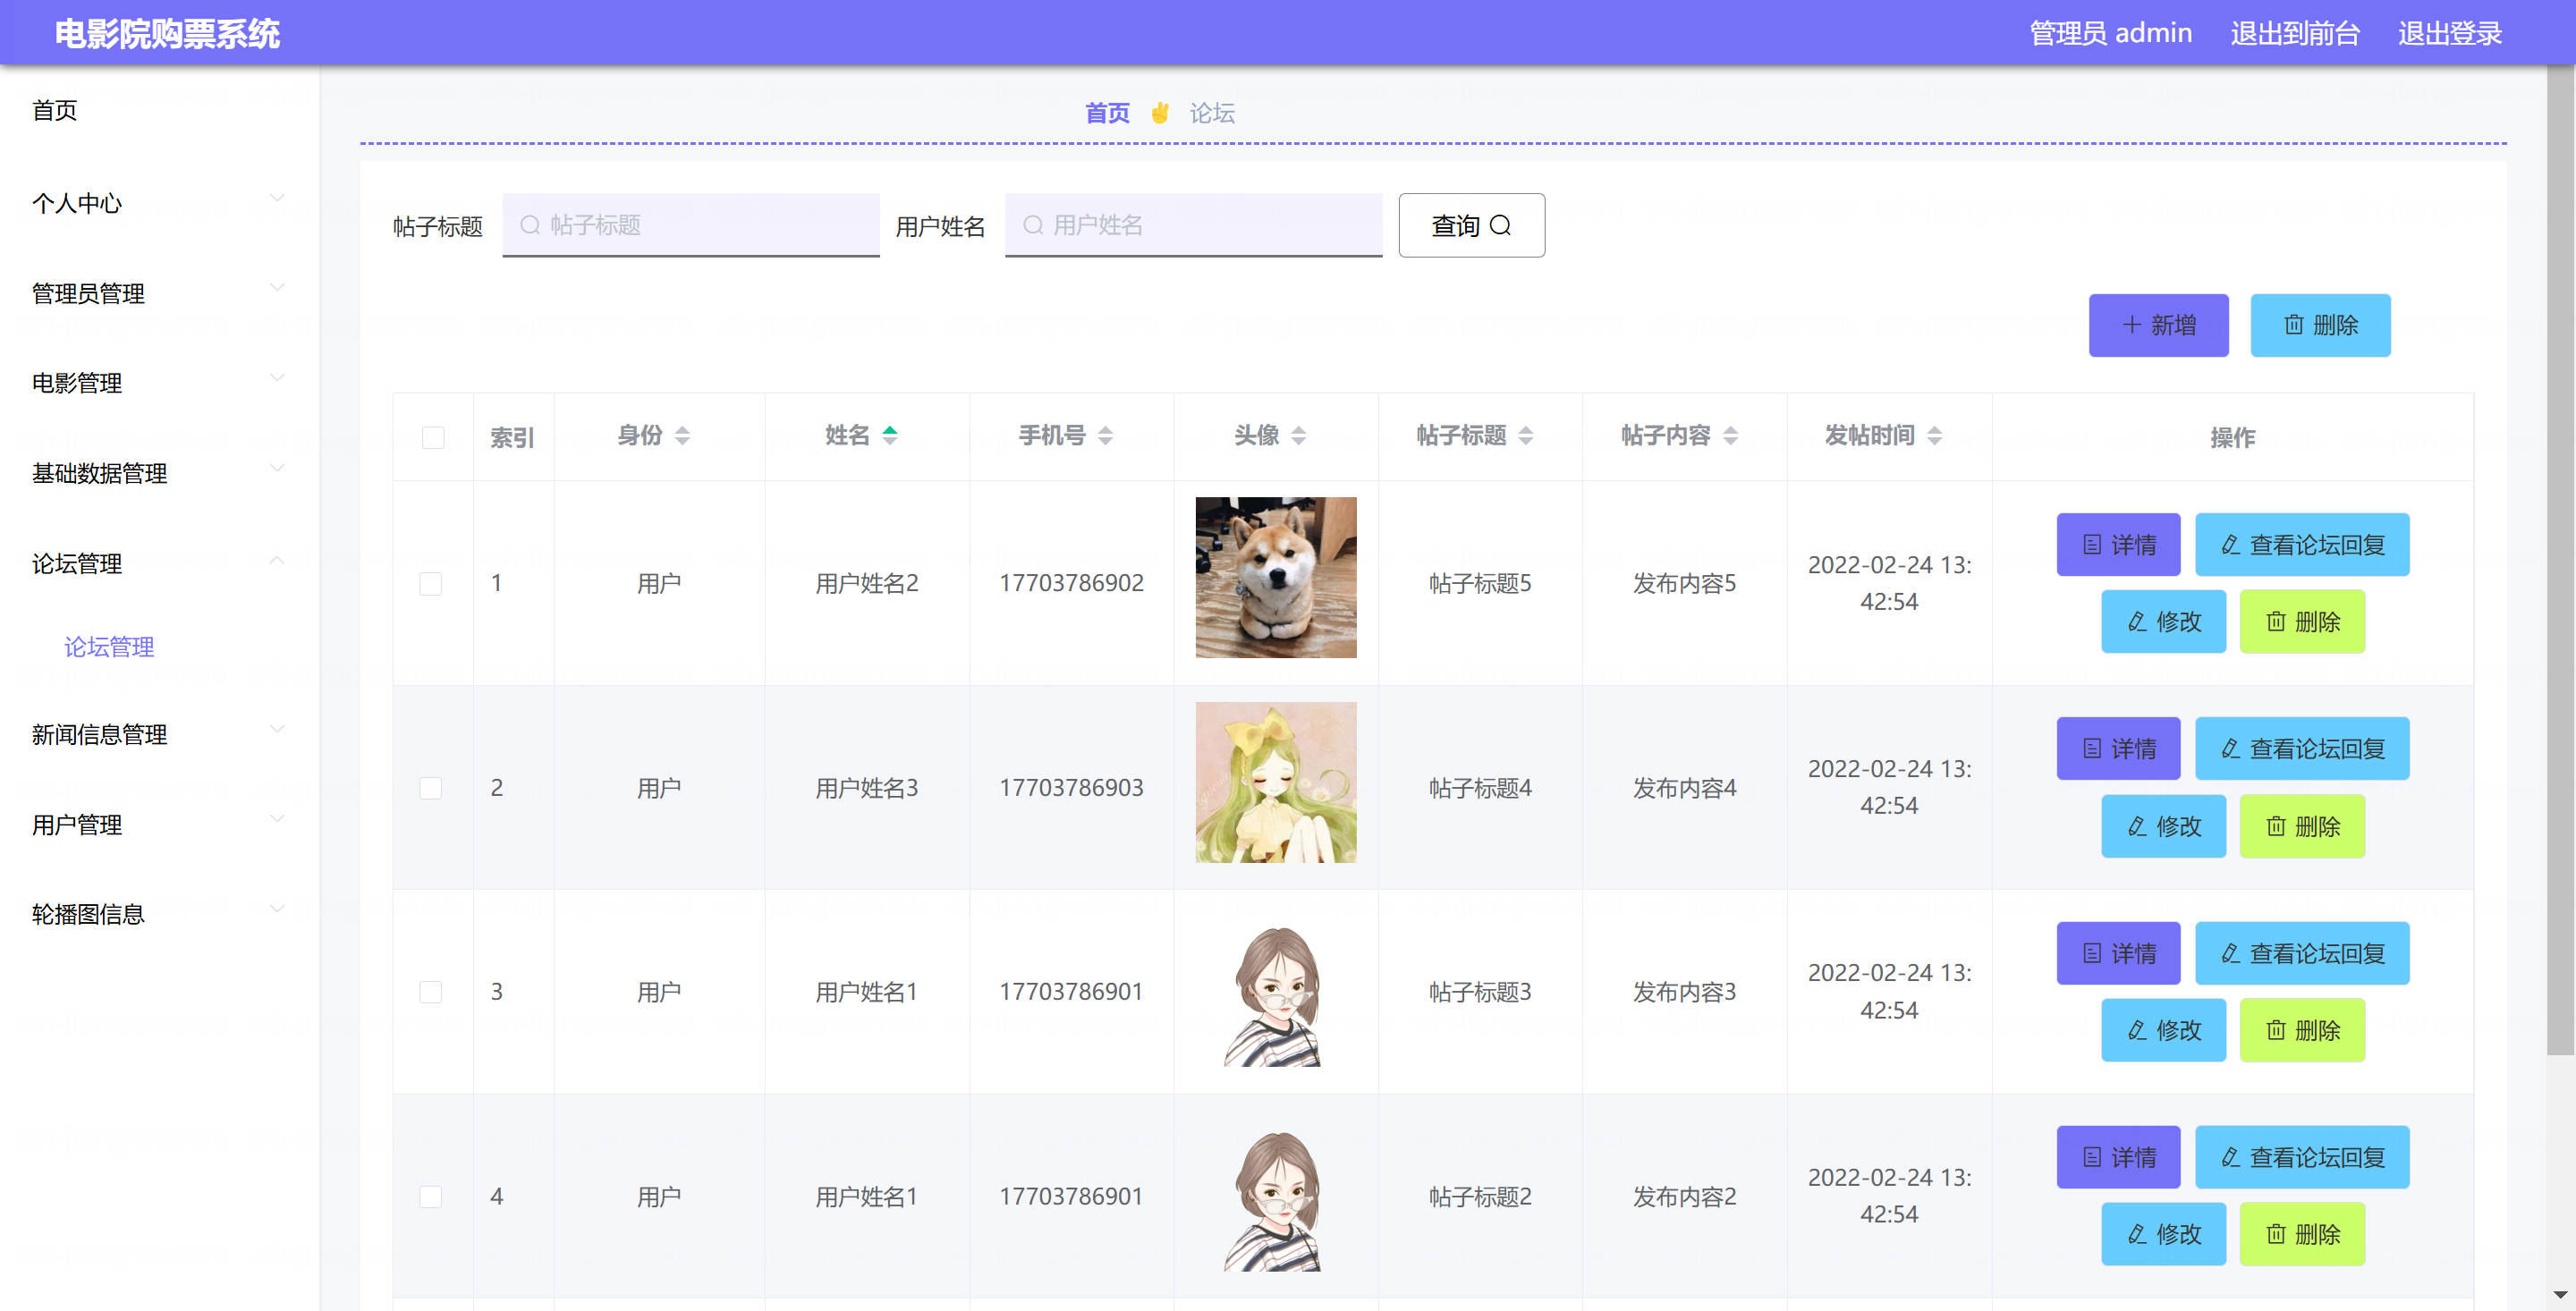 电影院购票系统
管理员 admin 退出到前台 退出登录
首页
个人中心
管理员管理
电影管理
基础数据管理
论坛管理
论坛管理
新闻信息管理
用户管理
轮播图信息
首页 论坛
帖子标题 帖子标题 用户姓名 用户姓名 查询
新增 删除
索引 身份 姓名 手机号 头像 帖子标题 帖子内容 发帖时间 操作
1 用户 用户姓名2 17703786902 帖子标题5 发布内容5 2022-02-24 13:
42:54
详情 查看论坛回复
修改 删除
2 用户 用户姓名3 17703786903 帖子标题4 发布内容4 2022-02-24 13:
42:54
详情 查看论坛回复
修改 删除
3 用户 用户姓名1 17703786901 帖子标题3 发布内容3 2022-02-24 13:
42:54
详情 查看论坛回复
修改 删除
4 用户 用户姓名1 17703786901 帖子标题2 发布内容2 2022-02-24 13:
42:54
详情 查看论坛回复
修改 删除